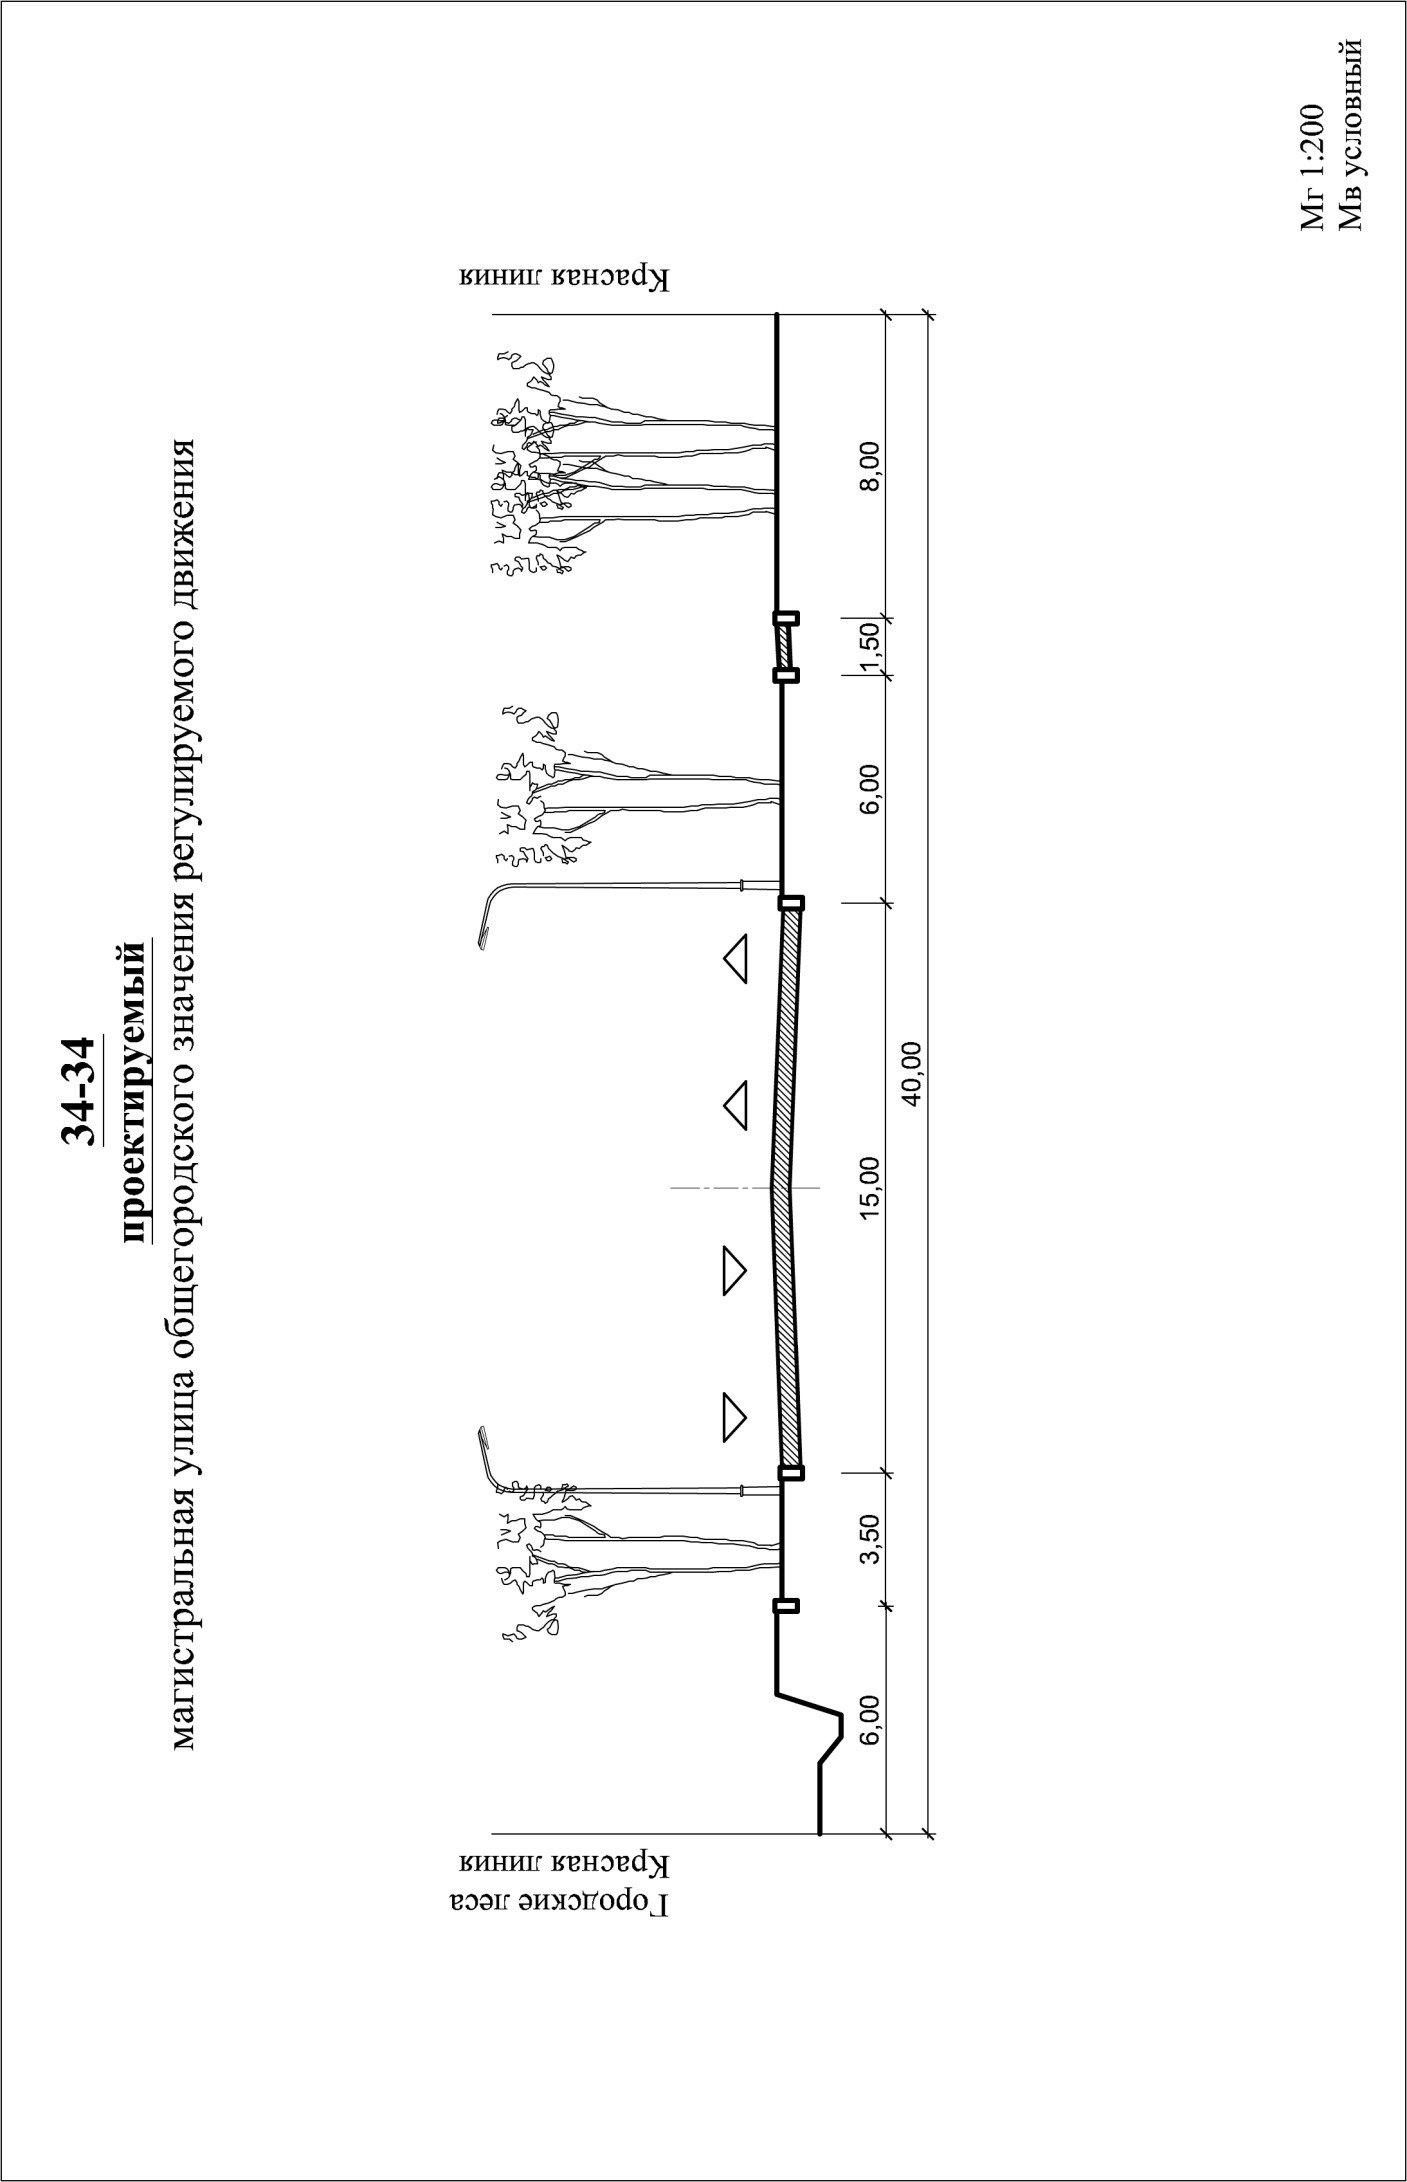 34-34
проектируемый
магистральная улица общегородского значения регулируемого движения
Городские леса
Красная линия
Красная линия
6,00
3,50
15,00
6,00
1,50
8,00
40,00
Мг 1:200
Мв условный